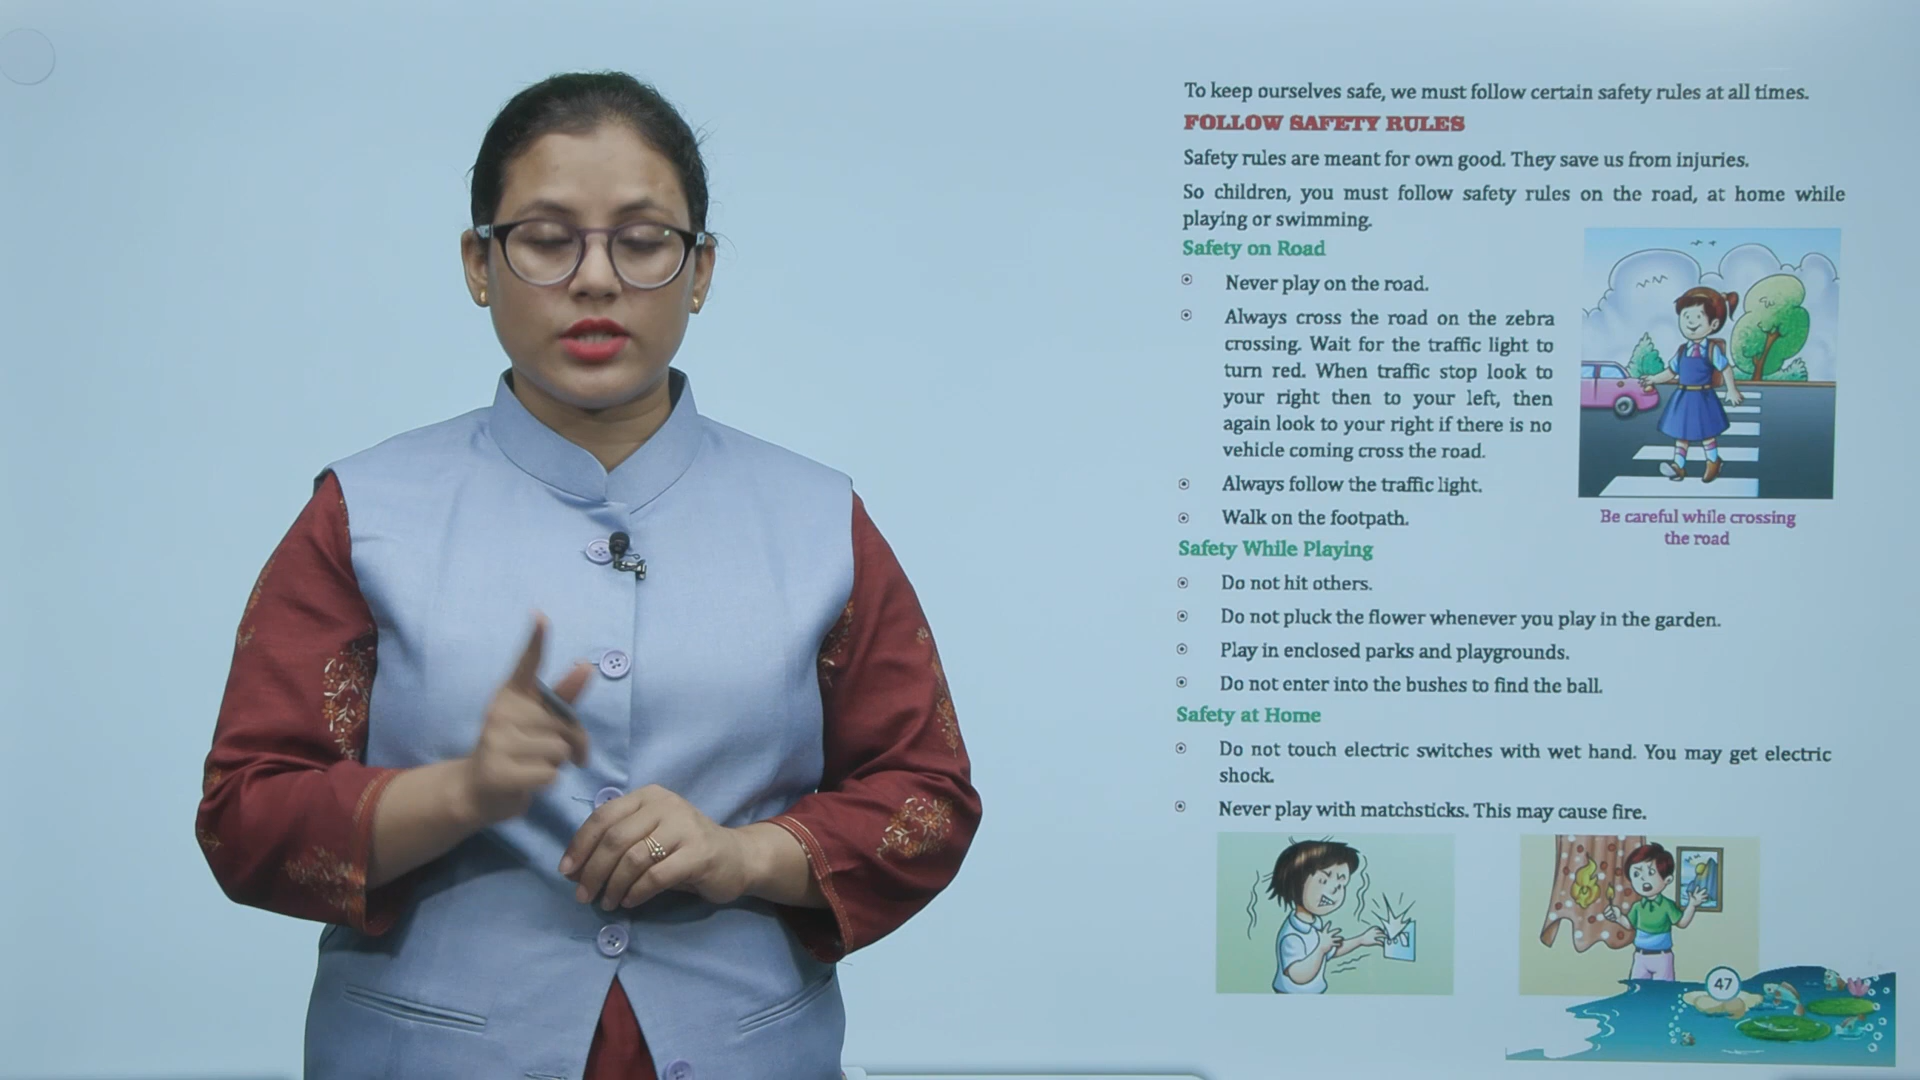 To keep ourselves safe, we must follow certain safety rules at all times.
FOLLOW SAFETY RULES
Safety rules are meant for own good. They save us from injuries.
So children, you must follow safety rules on the road, at home while
playing or swimming.
Safety on Road
Never play on the road.
Always cross the road on the zebra
crossing. Wait for the traffic light to
turn red. When traffic stop look to
your right then to your left, then
again look to your right if there is no
vehicle coming cross the road.
Always follow the traffic light.
Walk on the footpath.
Be careful while crossing
the road
Safety While Playing
Do not hit others.
Do not pluck the flower whenever you play in the garden.
Play in enclosed parks and playgrounds.
Do not enter into the bushes to find the ball.
Safety at Home
Do not touch electric switches with wet hand. You may get electric
shock.
Never play with matchsticks. This may cause fire.
47